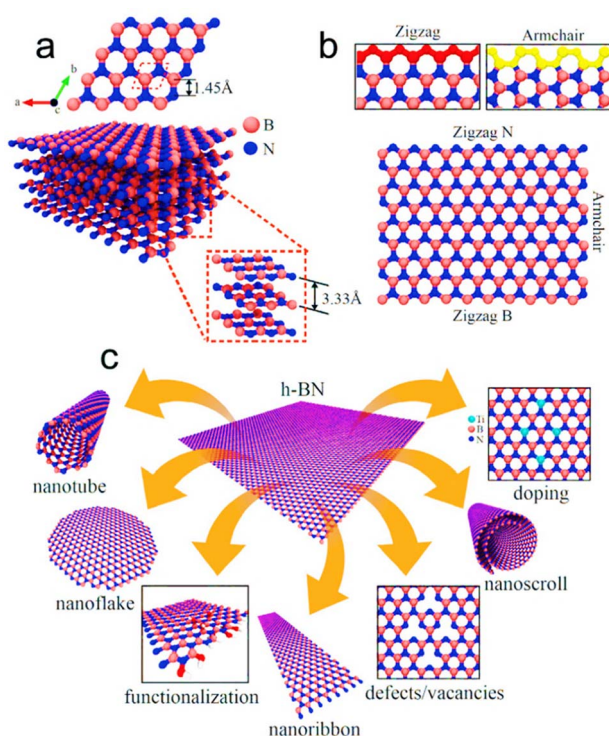 a
b
a
b
c
1.45Å
B
N
3.33Å
Zigzag
Armchair
Zigzag N
Armchair
Zigzag B
c
h-BN
nanotube
nanoflake
functionalization
nanoribbon
defects/vacancies
nanoscroll
doping
Ti
B
N